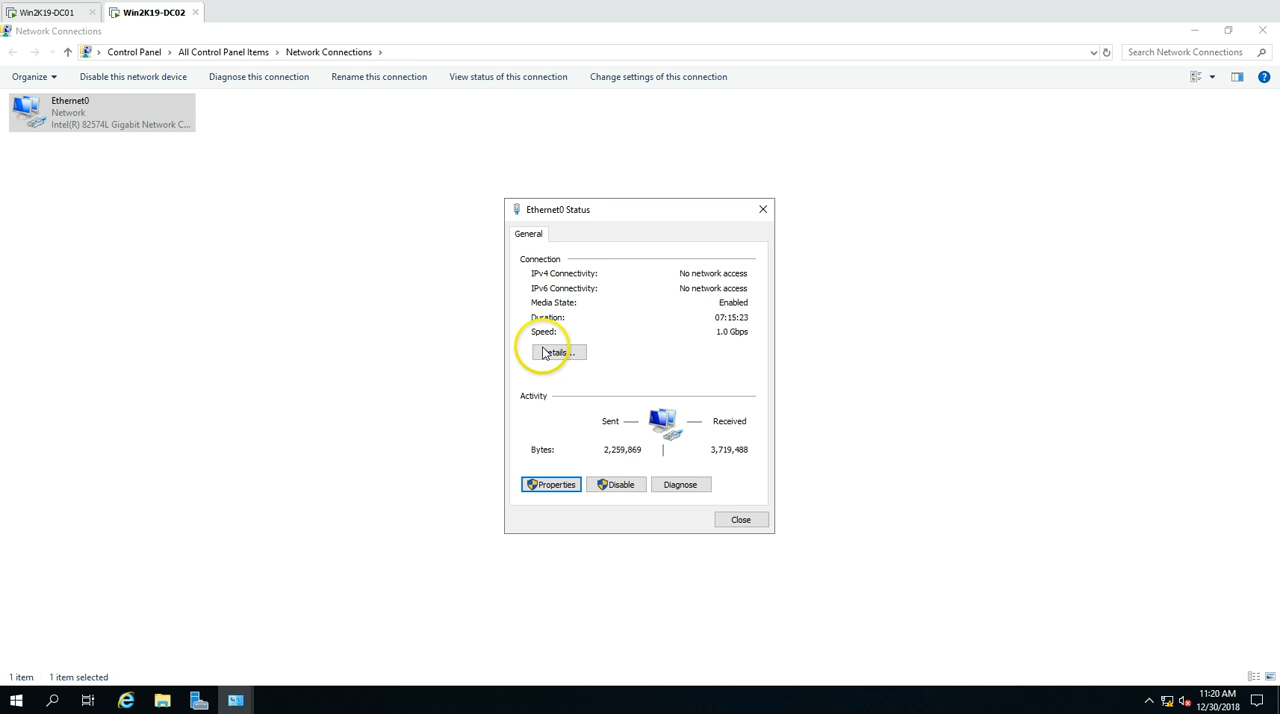 Win2K19-DC01
Win2K19-DC02
Network Connections
Control Panel
All Control Panel Items
Network Connections
Search Network Connections
Organize
Disable this network device
Diagnose this connection
Rename this connection
View status of this connection
Change settings of this connection
Ethernet0
Network
Intel(R) 82574L Gigabit Network C...
Ethernet0 Status
General
Connection
IPv4 Connectivity: No network access
IPv6 Connectivity: No network access
Media State: Enabled
Duration: 07:15:23
Speed: 1.0 Gbps
Details...
Activity
Sent
Received
Bytes: 2,259,869 3,719,488
Properties
Disable
Diagnose
Close
1 item
1 item selected
11:20 AM
12/30/2018